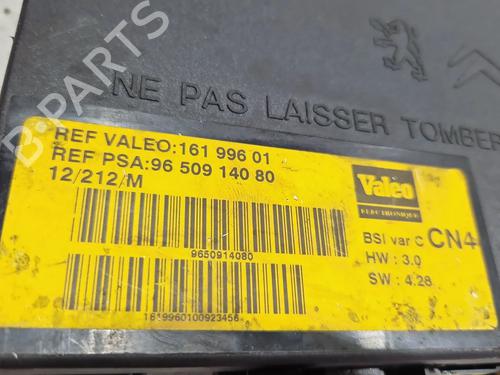 NE PAS LAISSER TOMBER
REF VALEO:161 996 01
REF PSA:96 509 140 80
12/212/M
9650914080
1619960100923456
Valeo
ELECTRONIQUE
BSI var C CN4
HW : 3.0
SW : 4.28
B-PARTS